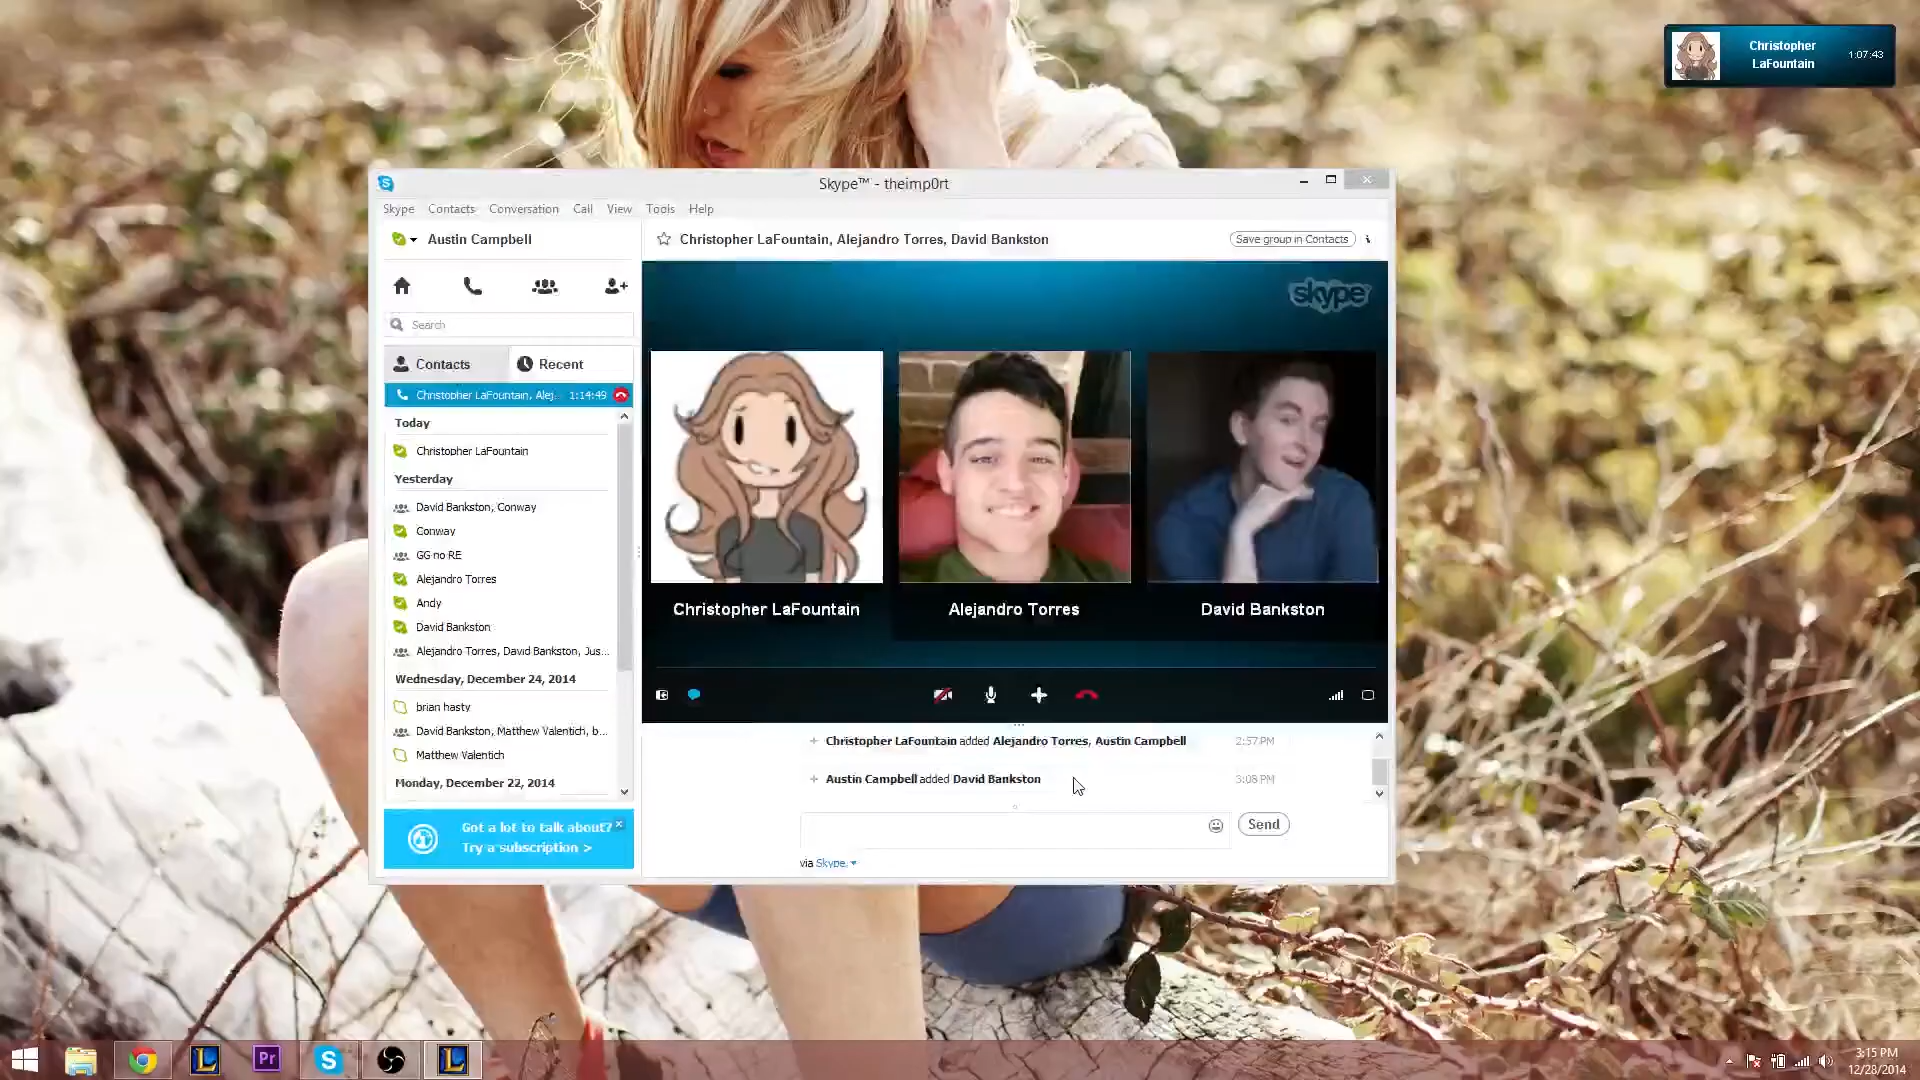 Christopher
LaFountain
1:07:43
Skype™ - theimp0rt
Skype Contacts Conversation Call View Tools Help
Austin Campbell
Christopher LaFountain, Alejandro Torres, David Bankston
Save group in Contacts
skype
Search
Contacts
Recent
Christopher LaFountain, Alej.
1:14:49
Today
Christopher LaFountain
Yesterday
David Bankston, Conway
Conway
GG no RE
Alejandro Torres
Andy
David Bankston
Alejandro Torres, David Bankston, Jus...
Wednesday, December 24, 2014
brian hasty
David Bankston, Matthew Valentich, b...
Matthew Valentich
Monday, December 22, 2014
Got a lot to talk about?
Try a subscription >
Christopher LaFountain
Alejandro Torres
David Bankston
Christopher LaFountain added Alejandro Torres, Austin Campbell
2:57 PM
Austin Campbell added David Bankston
3:08 PM
Send
via Skype
Pr
3:15 PM
12/28/2014